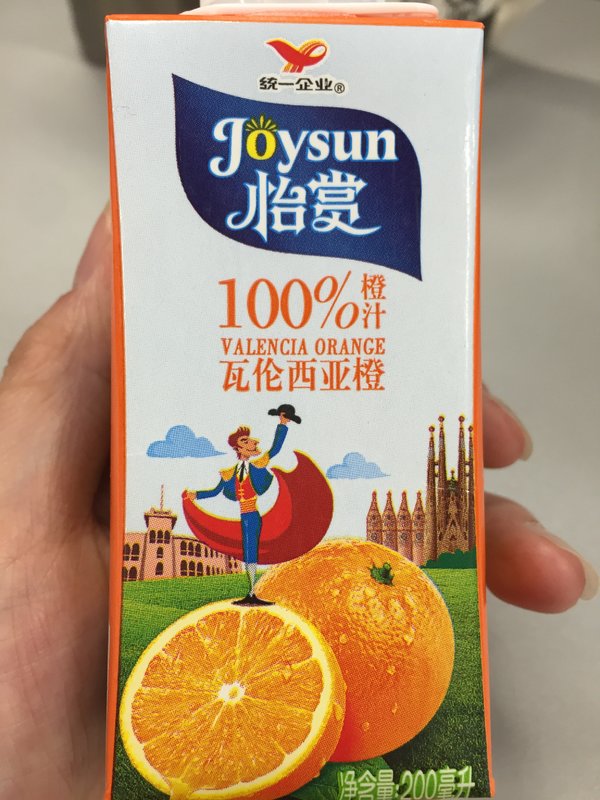 统一企业®
Joysun
怡赏
100%橙汁
VALENCIA ORANGE
瓦伦西亚橙
净含量:200毫升